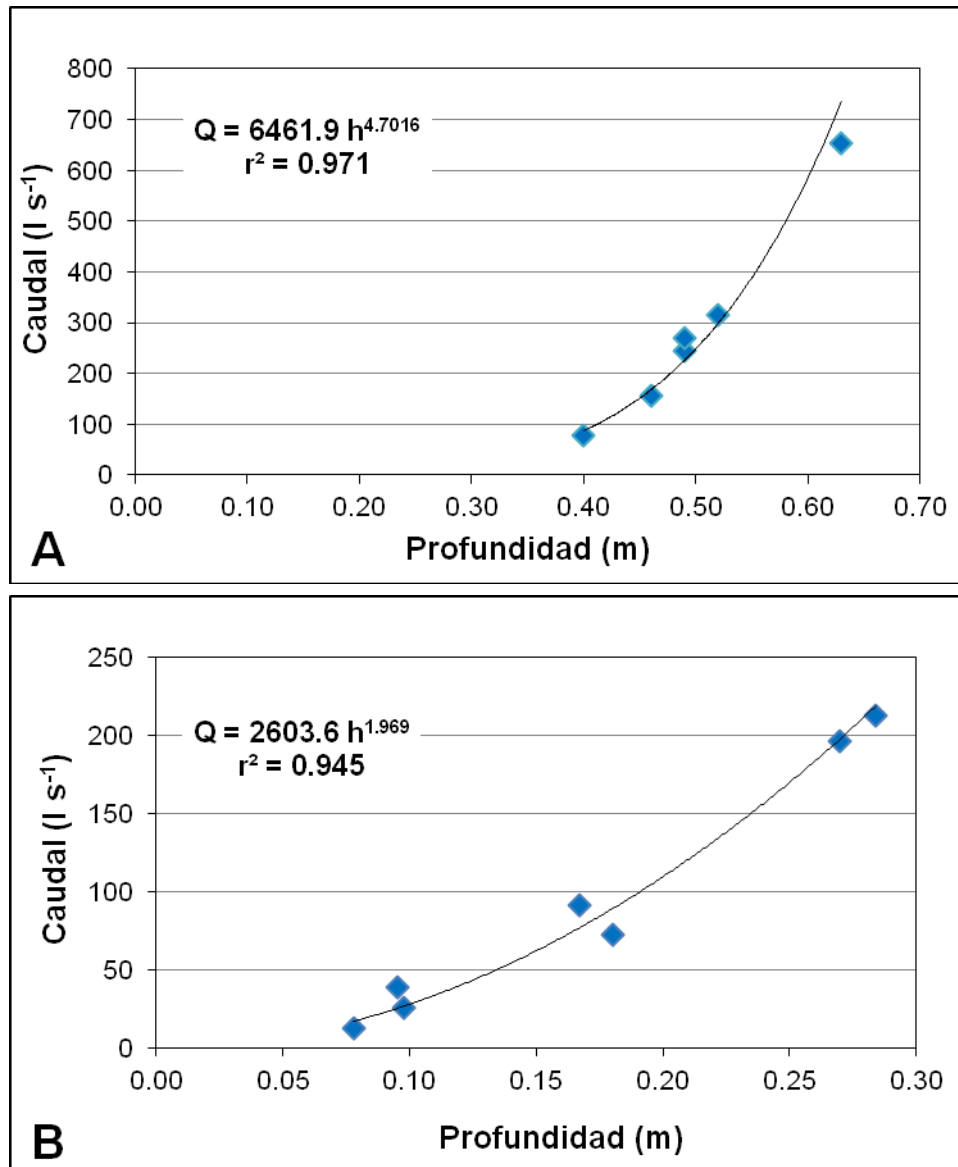 800
700
600
500
400
300
200
100
0
Q = 6461.9 h^4.7016
r² = 0.971
Caudal (l s⁻¹)
0.00 0.10 0.20 0.30 0.40 0.50 0.60 0.70
Profundidad (m)
A
250
200
150
100
50
0
Q = 2603.6 h^1.969
r² = 0.945
Caudal (l s⁻¹)
0.00 0.05 0.10 0.15 0.20 0.25 0.30
Profundidad (m)
B